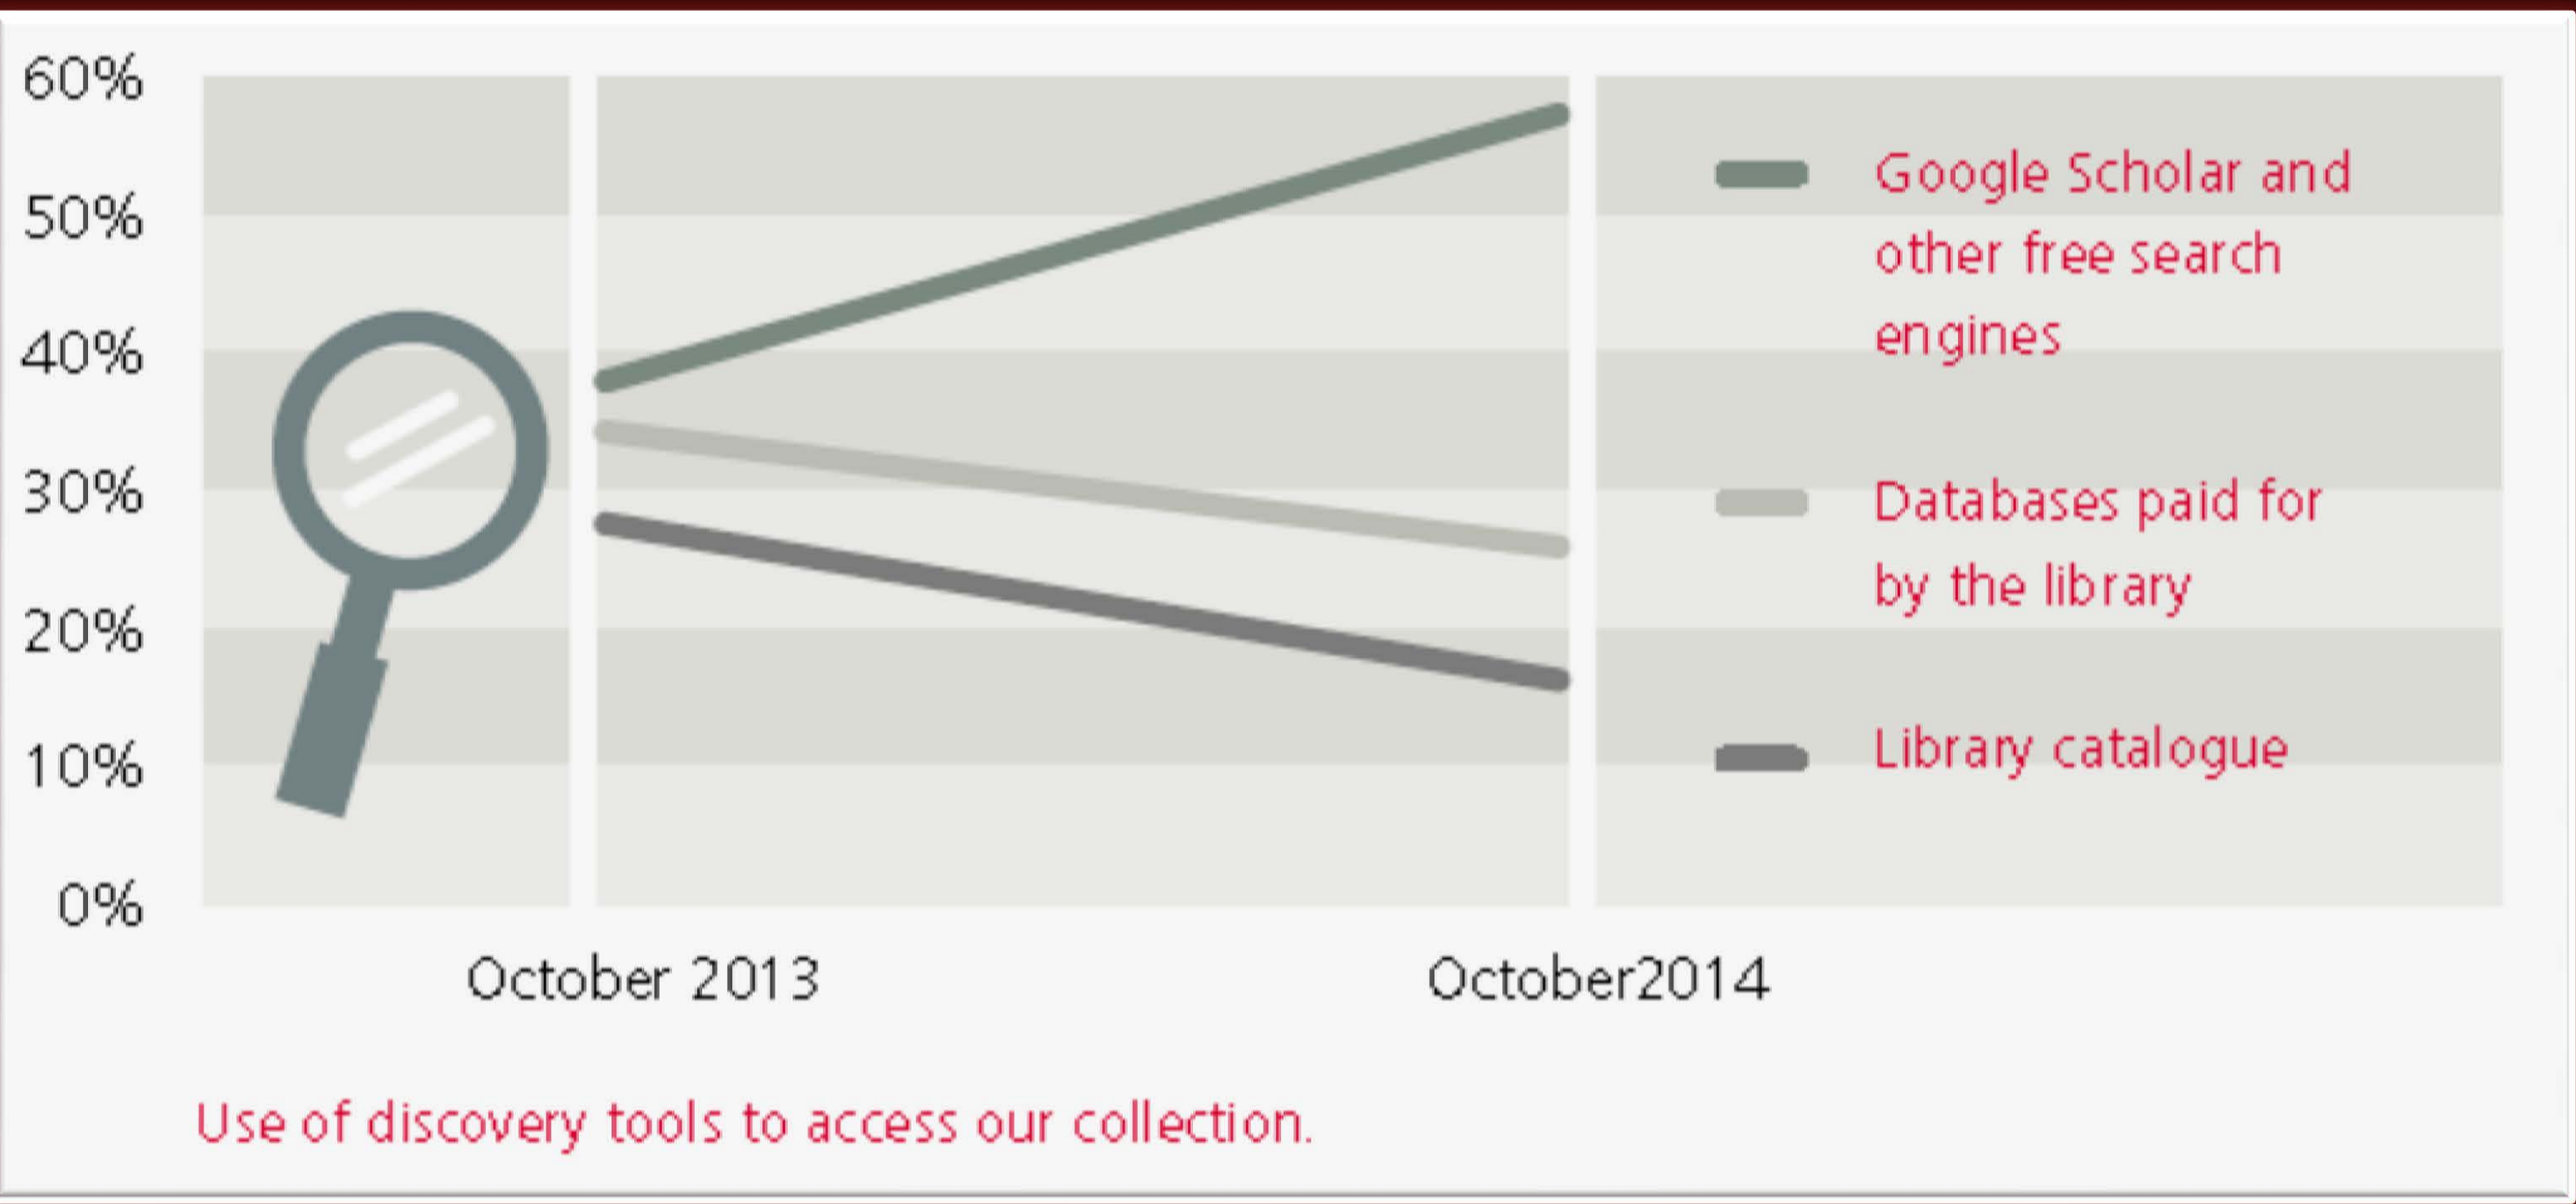 60%
50%
40%
30%
20%
10%
0%
October 2013
October2014
Google Scholar and
other free search
engines
Databases paid for
by the library
Library catalogue
Use of discovery tools to access our collection.